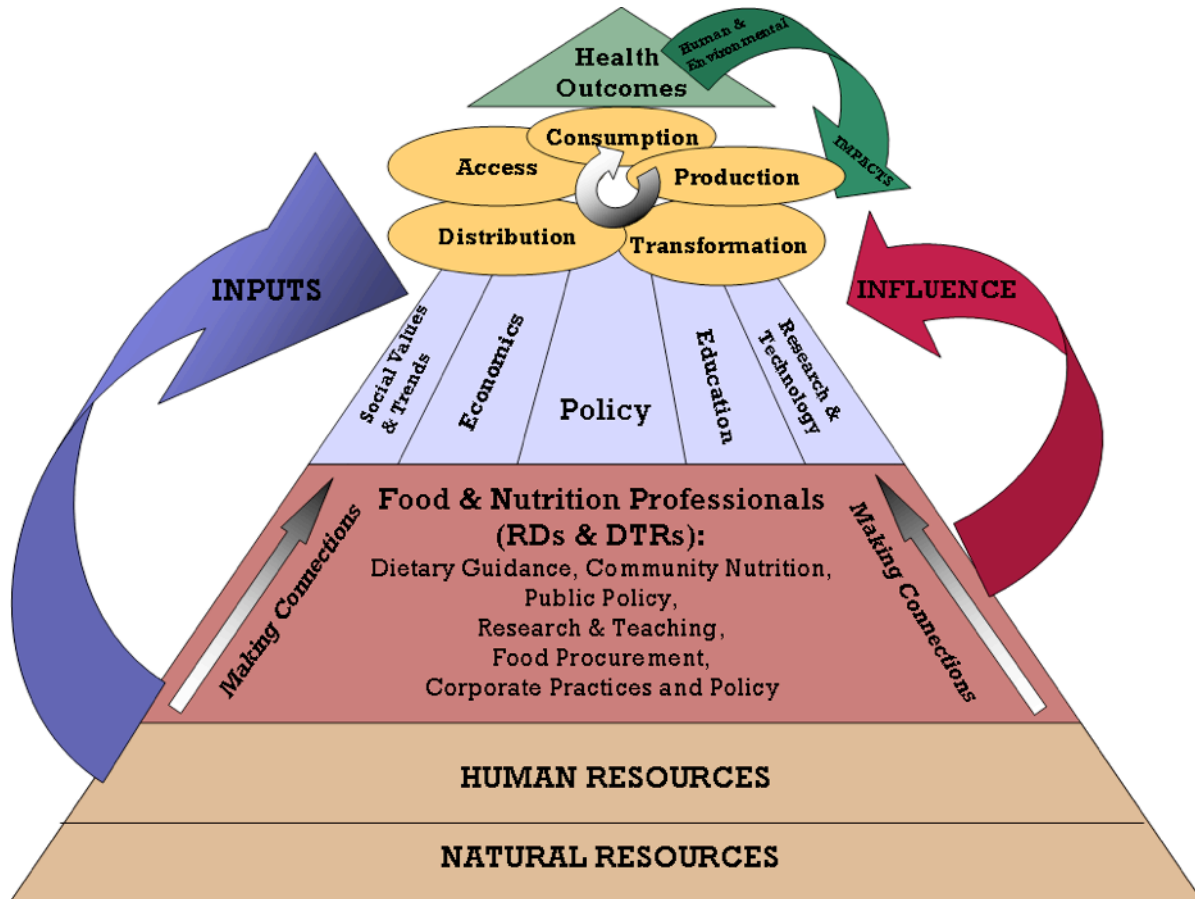 Health
Outcomes
Human &
Environmental
IMPACTS
Consumption
Access
Production
Distribution
Transformation
INPUTS
INFLUENCE
Social Values
& Trends
Economics
Policy
Education
Research &
Technology
Food & Nutrition Professionals
(RDs & DTRs):
Dietary Guidance, Community Nutrition,
Public Policy,
Research & Teaching,
Food Procurement,
Corporate Practices and Policy
Making Connections
Making Connections
HUMAN RESOURCES
NATURAL RESOURCES